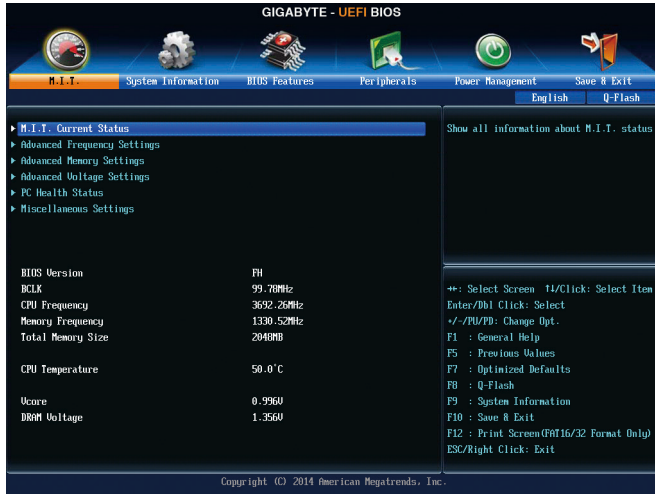 GIGABYTE - UEFI BIOS
M.I.T.
System Information
BIOS Features
Peripherals
Power Management
Save & Exit
English
Q-Flash
M.I.T. Current Status
Advanced Frequency Settings
Advanced Memory Settings
Advanced Voltage Settings
PC Health Status
Miscellaneous Settings
Show all information about M.I.T. status
BIOS Version FH
BCLK 99.78MHz
CPU Frequency 3692.26MHz
Memory Frequency 1330.52MHz
Total Memory Size 2048MB
CPU Temperature 50.0°C
Vcore 0.996V
DRAM Voltage 1.356V
→←: Select Screen ↑↓/Click: Select Item
Enter/Dbl Click: Select
+/-/PU/PD: Change Opt.
F1 : General Help
F5 : Previous Values
F7 : Optimized Defaults
F8 : Q-Flash
F9 : System Information
F10 : Save & Exit
F12 : Print Screen(FAT16/32 Format Only)
ESC/Right Click: Exit
Copyright (C) 2014 American Megatrends, Inc.